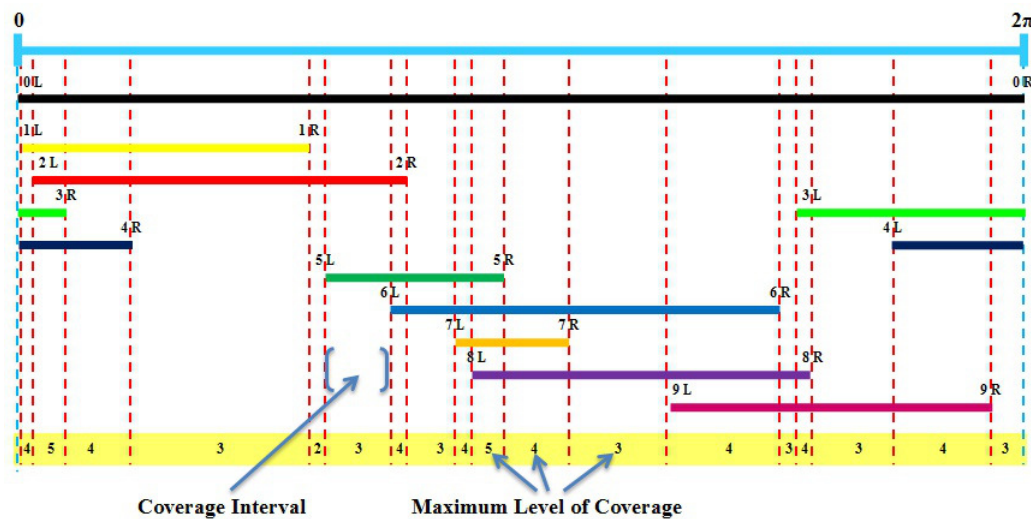 0 2π
0 L 0 R
1 L 1 R
2 L 2 R
3 R 3 L
4 R 4 L
5 L 5 R
6 L 6 R
7 L 7 R
8 L 8 R
9 L 9 R
4 5 4 3 2 3 4 3 4 5 4 3 4 3 4 3 4 3
Coverage Interval Maximum Level of Coverage